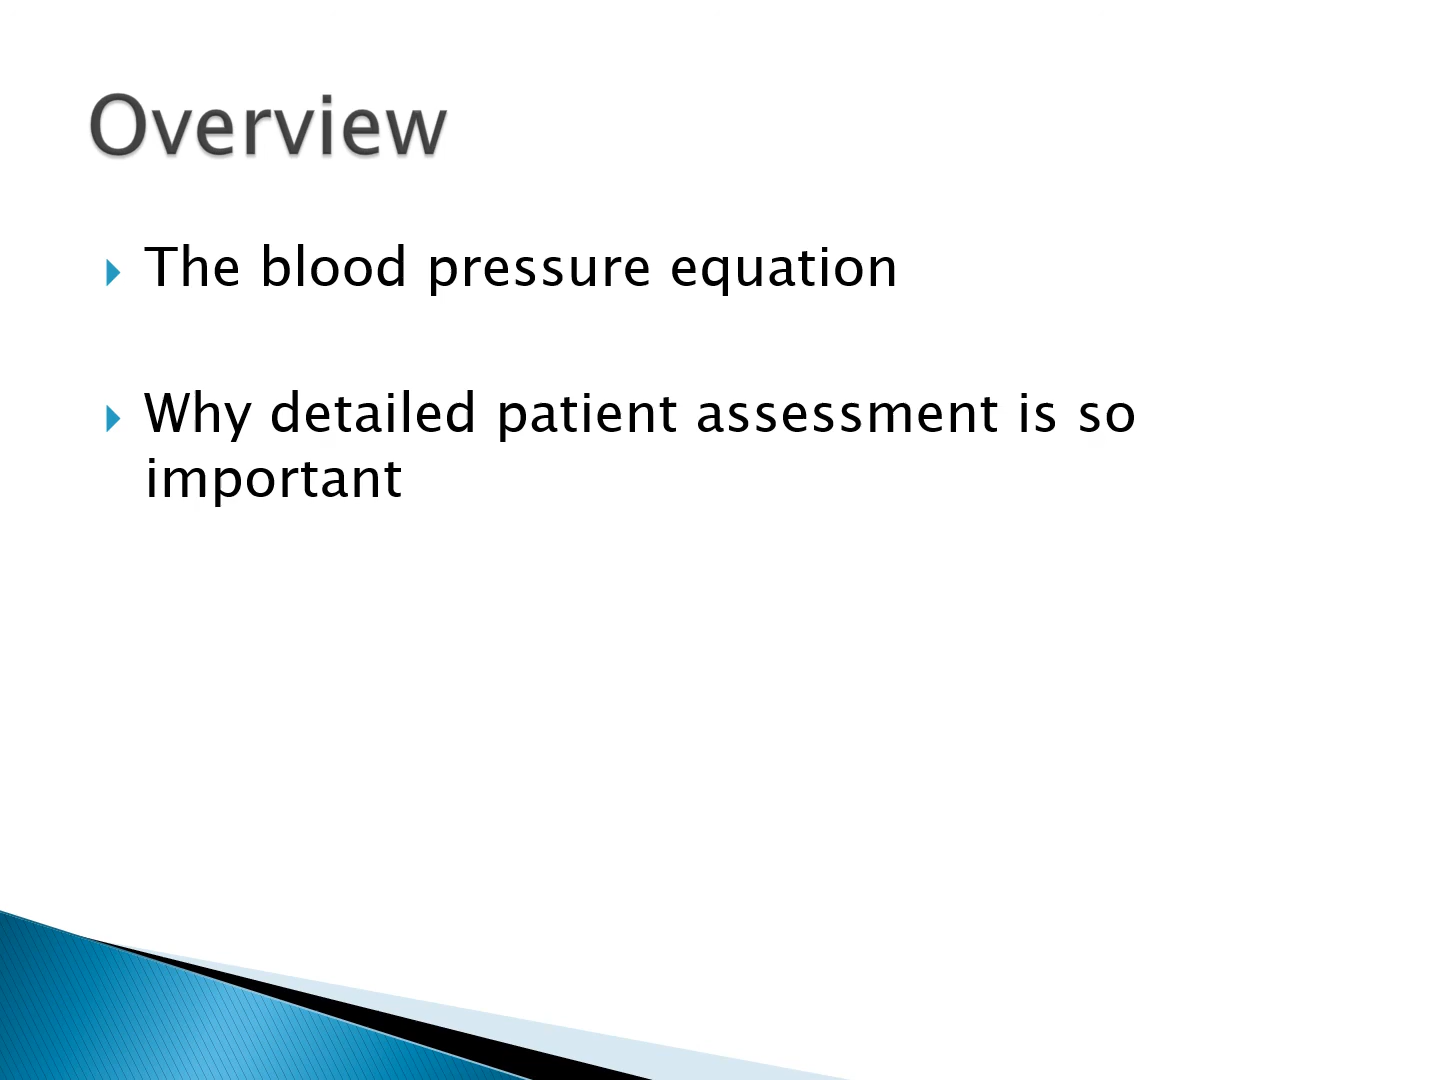 Overview
The blood pressure equation
Why detailed patient assessment is so
important